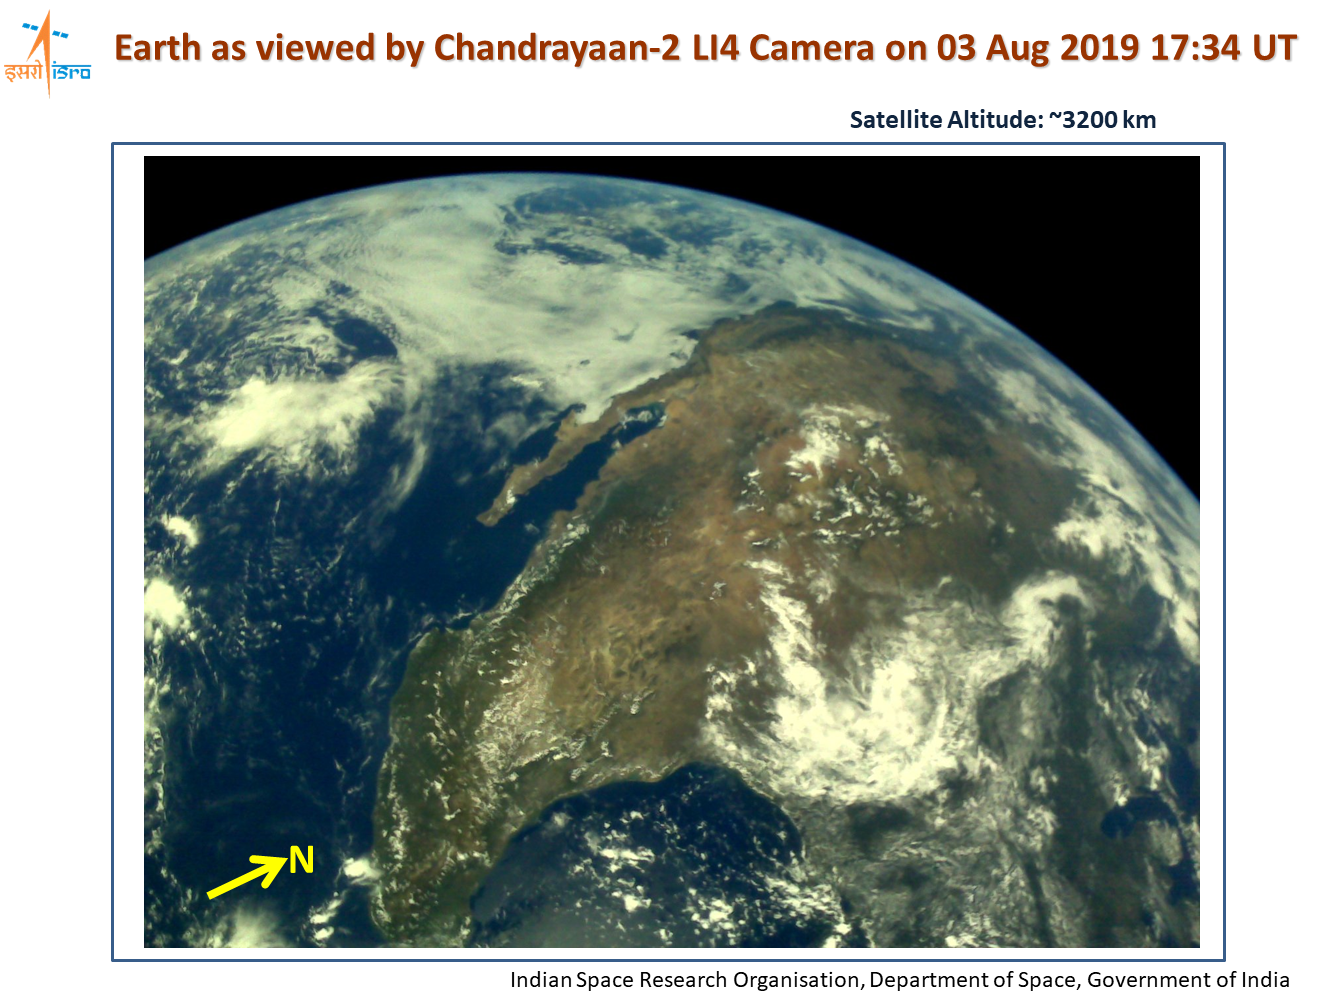 इसरो isro
Earth as viewed by Chandrayaan-2 LI4 Camera on 03 Aug 2019 17:34 UT
Satellite Altitude: ~3200 km
N
Indian Space Research Organisation, Department of Space, Government of India